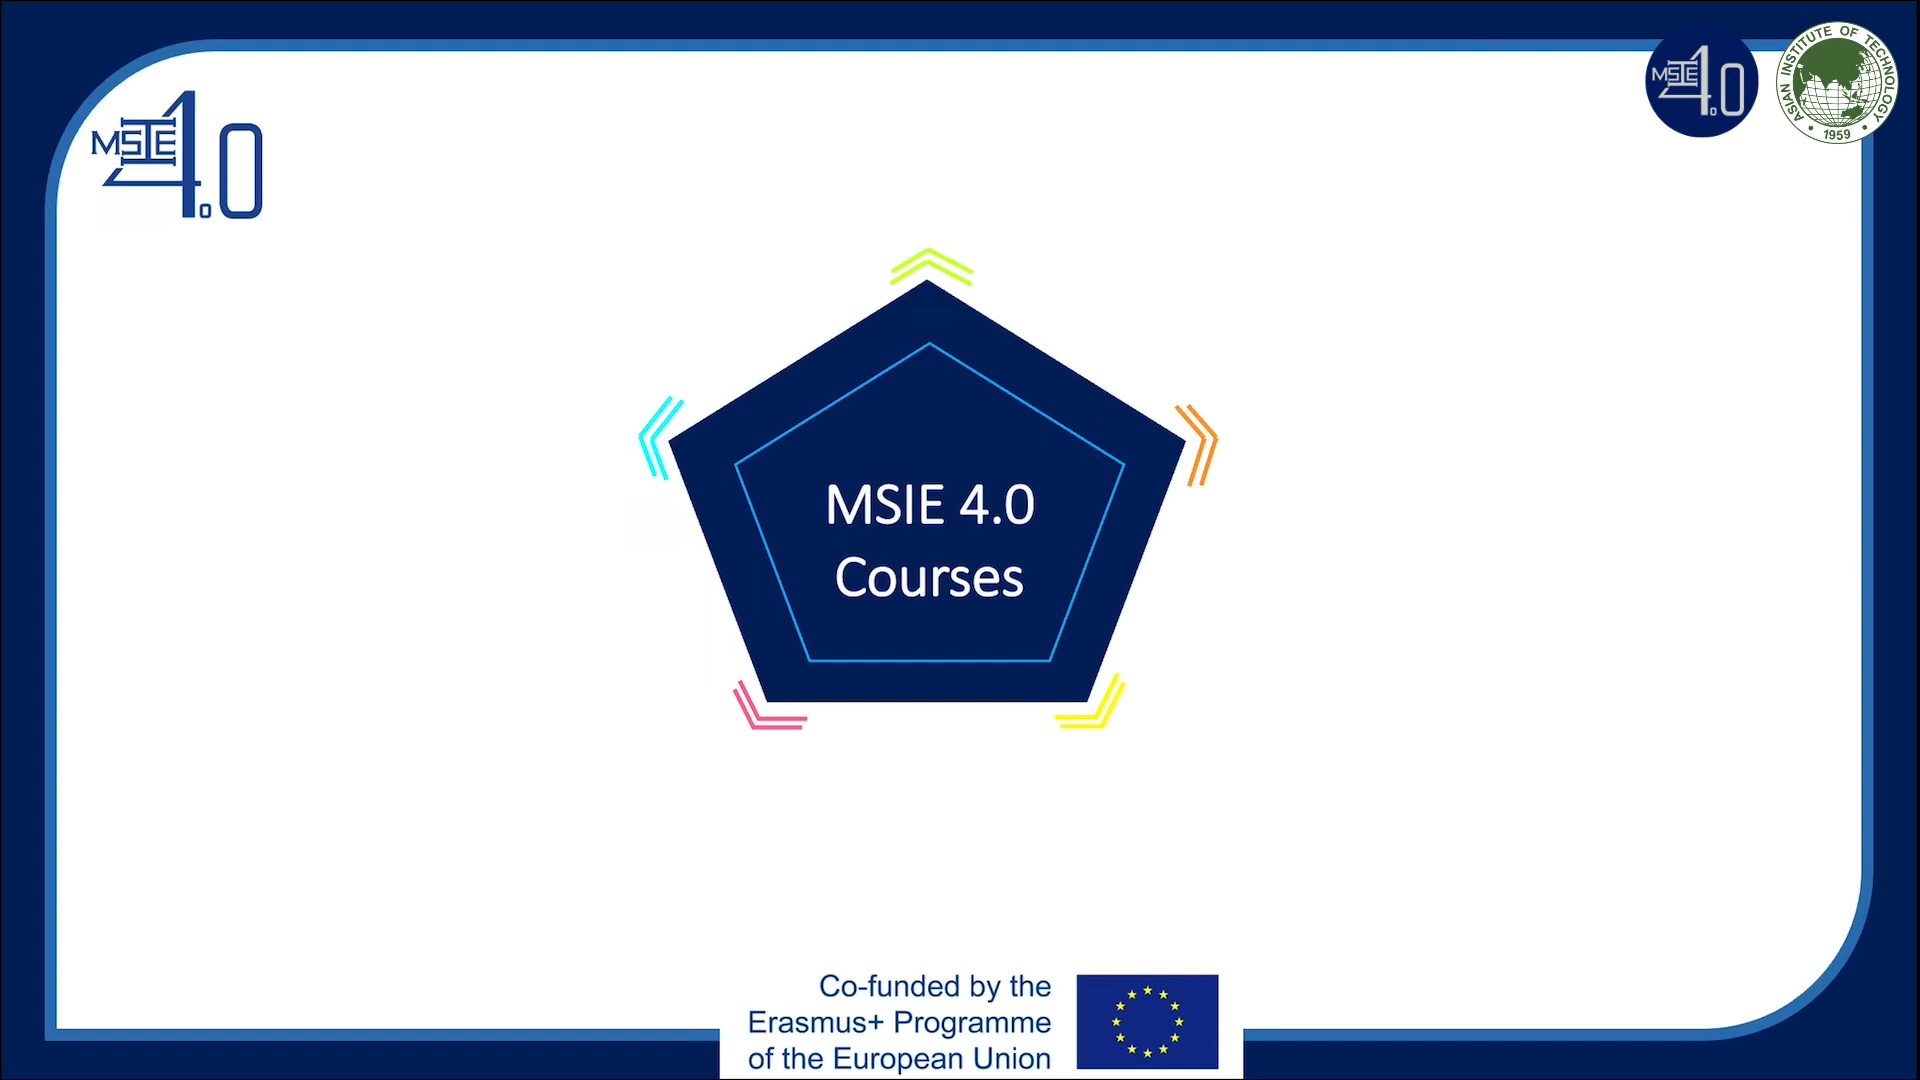 MSIE 4.0
MSIE 4.0
ASIAN INSTITUTE OF TECHNOLOGY
• 1959 •
MSIE 4.0
Courses
Co-funded by the
Erasmus+ Programme
of the European Union